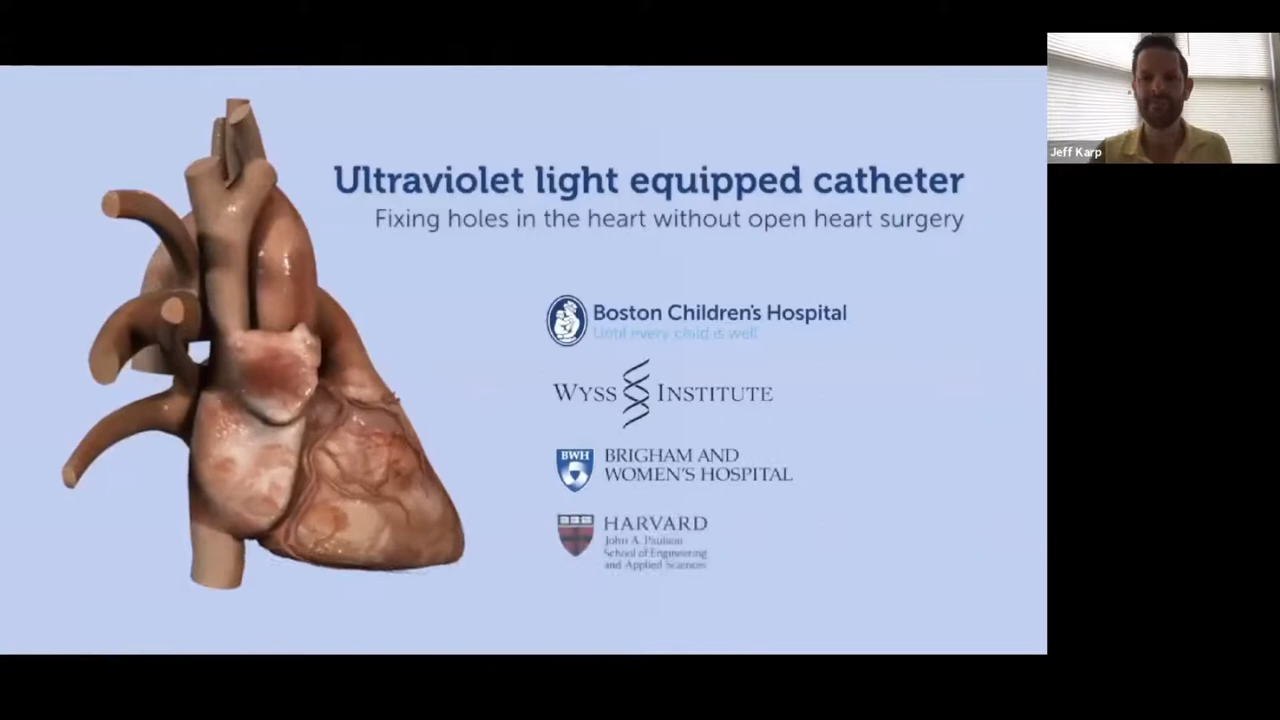 Ultraviolet light equipped catheter
Fixing holes in the heart without open heart surgery
Boston Children's Hospital
Until every child is well
WYSS INSTITUTE
BWH
BRIGHAM AND
WOMEN'S HOSPITAL
HARVARD
John A. Paulson
School of Engineering
and Applied Sciences
Jeff Karp